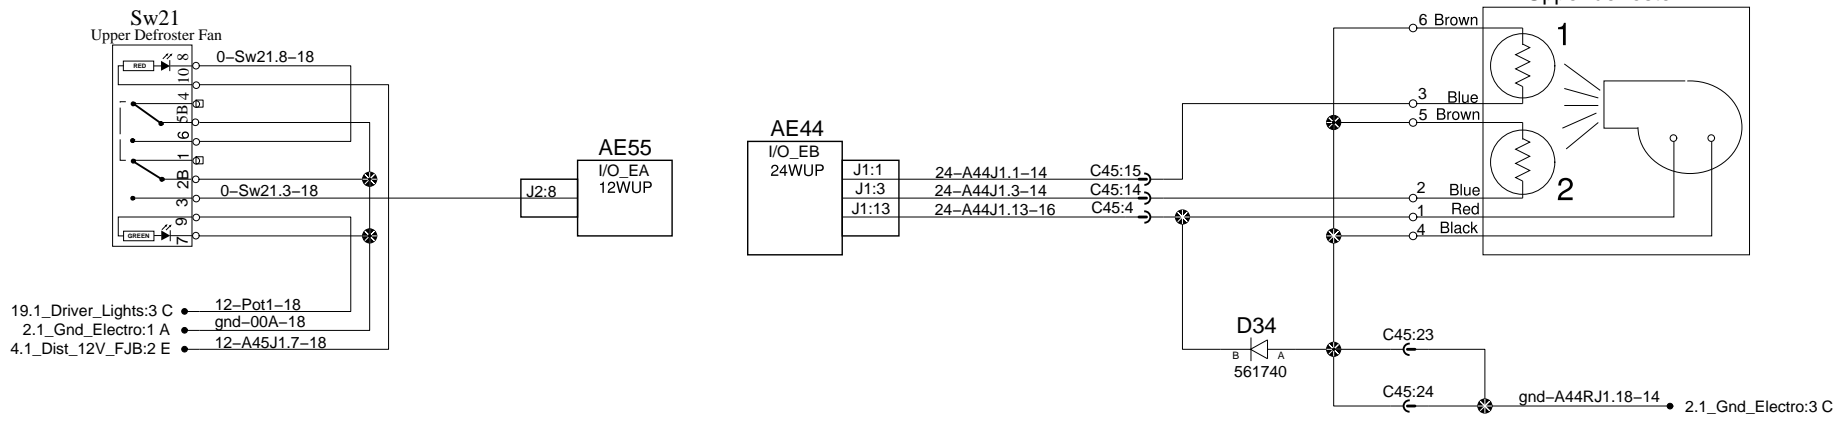 Sw21
Upper Defroster Fan
RED
8
0-Sw21.8-18
10
4
5B
6
1
2B
3
0-Sw21.3-18
9
GREEN
7
19.1_Driver_Lights:3 C
12-Pot1-18
2.1_Gnd_Electro:1 A
gnd-00A-18
4.1_Dist_12V_FJB:2 E
12-A45J1.7-18
AE55
I/O_EA
12WUP
J2:8
AE44
I/O_EB
24WUP
J1:1
24-A44J1.1-14
C45:15
J1:3
24-A44J1.3-14
C45:14
J1:13
24-A44J1.13-16
C45:4
6 Brown
1
3 Blue
5 Brown
2 Blue
2
1 Red
4 Black
D34
B A
561740
C45:23
C45:24
gnd-A44RJ1.18-14
2.1_Gnd_Electro:3 C